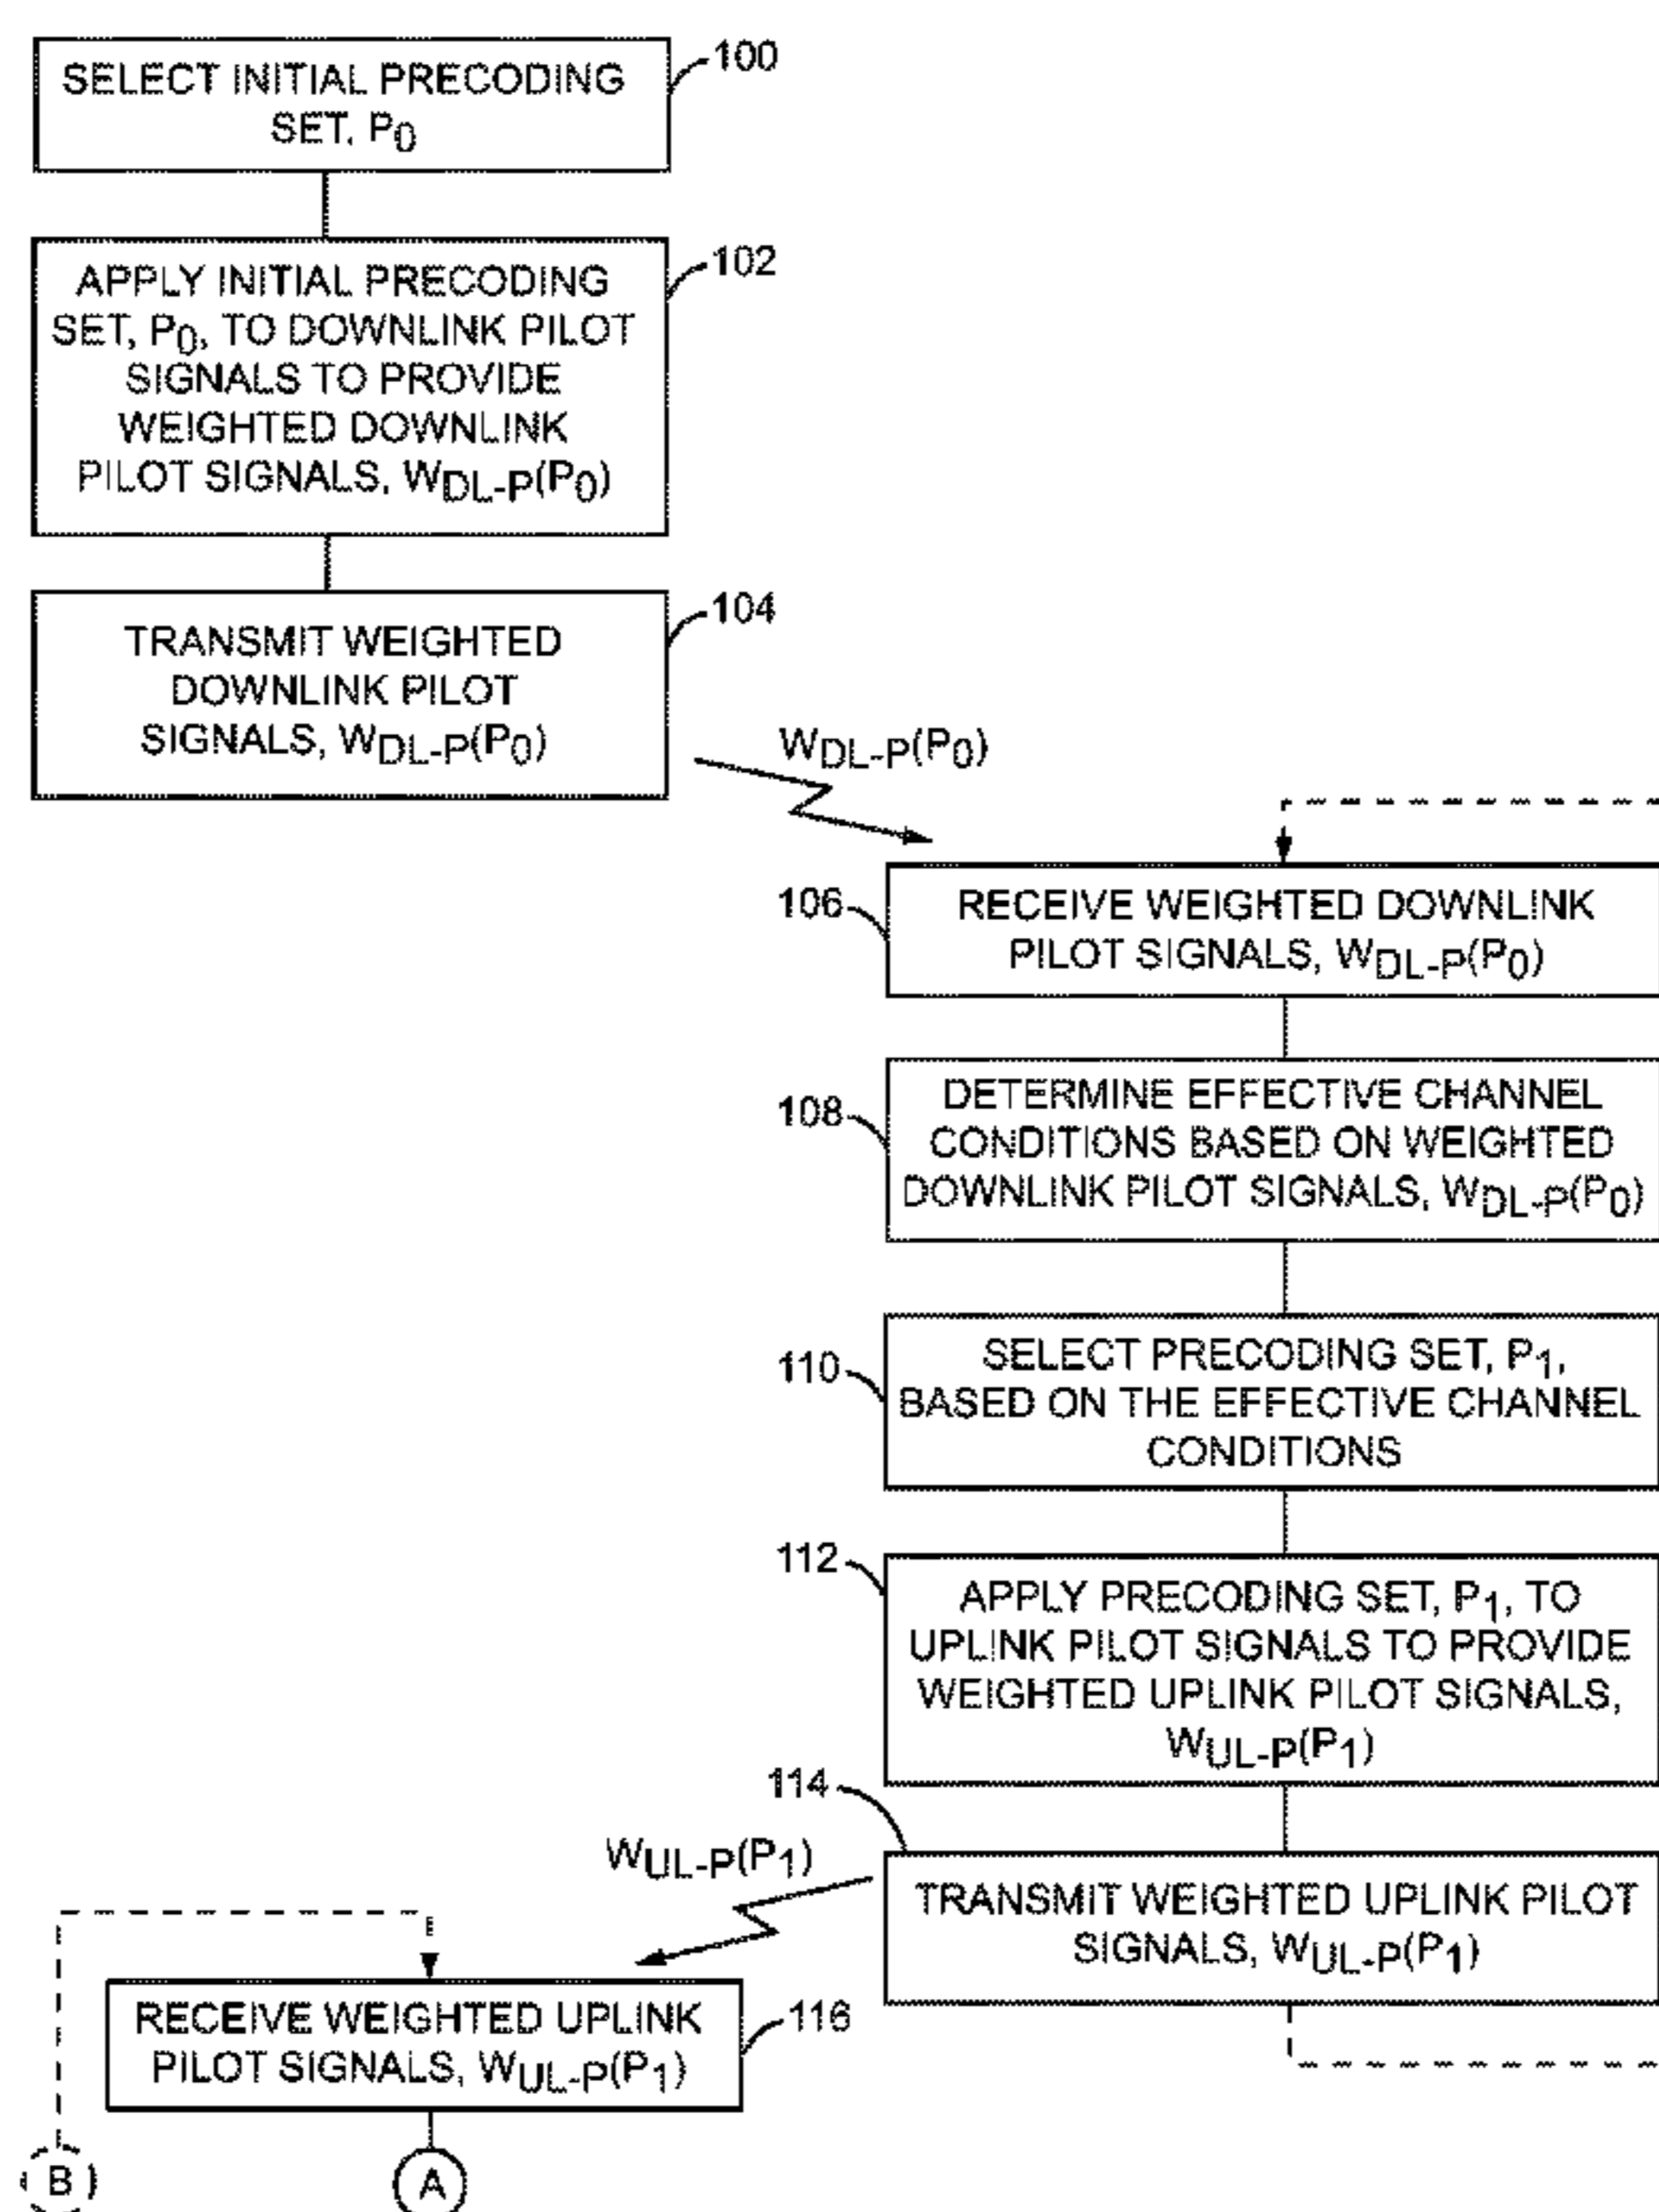 100
SELECT INITIAL PRECODING
SET, P0
102
APPLY INITIAL PRECODING
SET, P0, TO DOWNLINK PILOT
SIGNALS TO PROVIDE
WEIGHTED DOWNLINK
PILOT SIGNALS, WDL-P(P0)
104
TRANSMIT WEIGHTED
DOWNLINK PILOT
SIGNALS, WDL-P(P0)
WDL-P(P0)
106
RECEIVE WEIGHTED DOWNLINK
PILOT SIGNALS, WDL-P(P0)
108
DETERMINE EFFECTIVE CHANNEL
CONDITIONS BASED ON WEIGHTED
DOWNLINK PILOT SIGNALS, WDL-P(P0)
110
SELECT PRECODING SET, P1,
BASED ON THE EFFECTIVE CHANNEL
CONDITIONS
112
APPLY PRECODING SET, P1, TO
UPLINK PILOT SIGNALS TO PROVIDE
WEIGHTED UPLINK PILOT SIGNALS,
WUL-P(P1)
114
TRANSMIT WEIGHTED UPLINK PILOT
SIGNALS, WUL-P(P1)
WUL-P(P1)
RECEIVE WEIGHTED UPLINK
PILOT SIGNALS, WUL-P(P1)
116
B
A